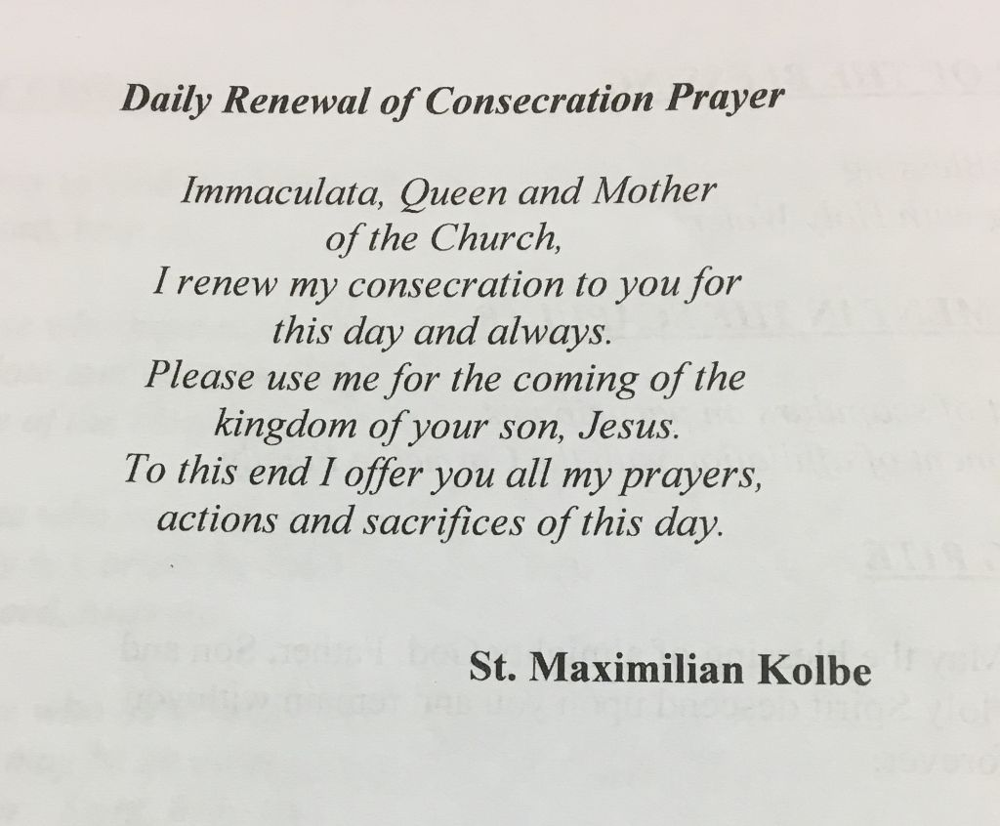 Daily Renewal of Consecration Prayer
Immaculata, Queen and Mother
of the Church,
I renew my consecration to you for
this day and always.
Please use me for the coming of the
kingdom of your son, Jesus.
To this end I offer you all my prayers,
actions and sacrifices of this day.
St. Maximilian Kolbe